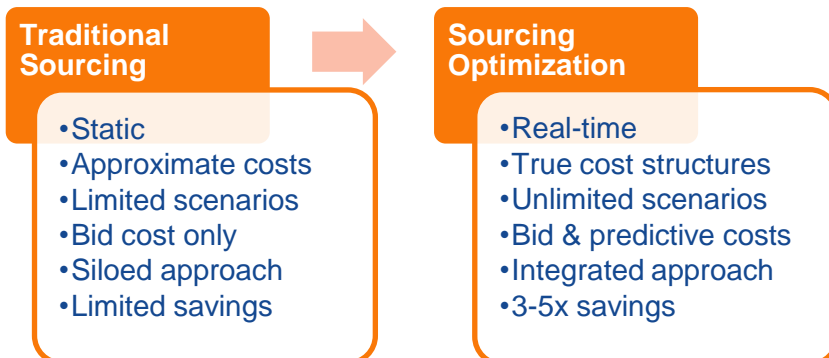 Traditional
Sourcing
•Static
•Approximate costs
•Limited scenarios
•Bid cost only
•Siloed approach
•Limited savings
Sourcing
Optimization
•Real-time
•True cost structures
•Unlimited scenarios
•Bid & predictive costs
•Integrated approach
•3-5x savings